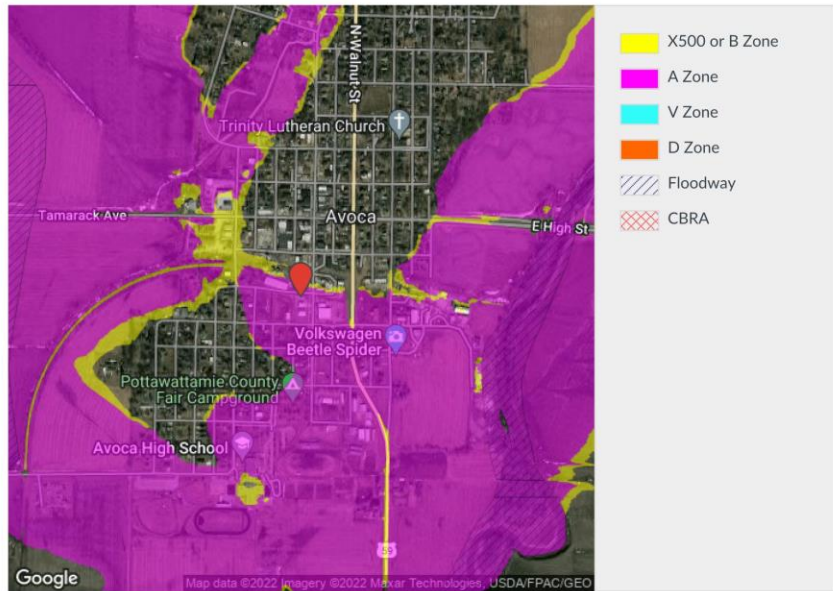 N Walnut St
Trinity Lutheran Church
Tamarack Ave
Avoca
E High St
Volkswagen
Beetle Spider
Pottawattamie County
Fair Campground
Avoca High School
59
Google
Map data ©2022 Imagery ©2022 Maxar Technologies, USDA/FPAC/GEO
X500 or B Zone
A Zone
V Zone
D Zone
Floodway
CBRA